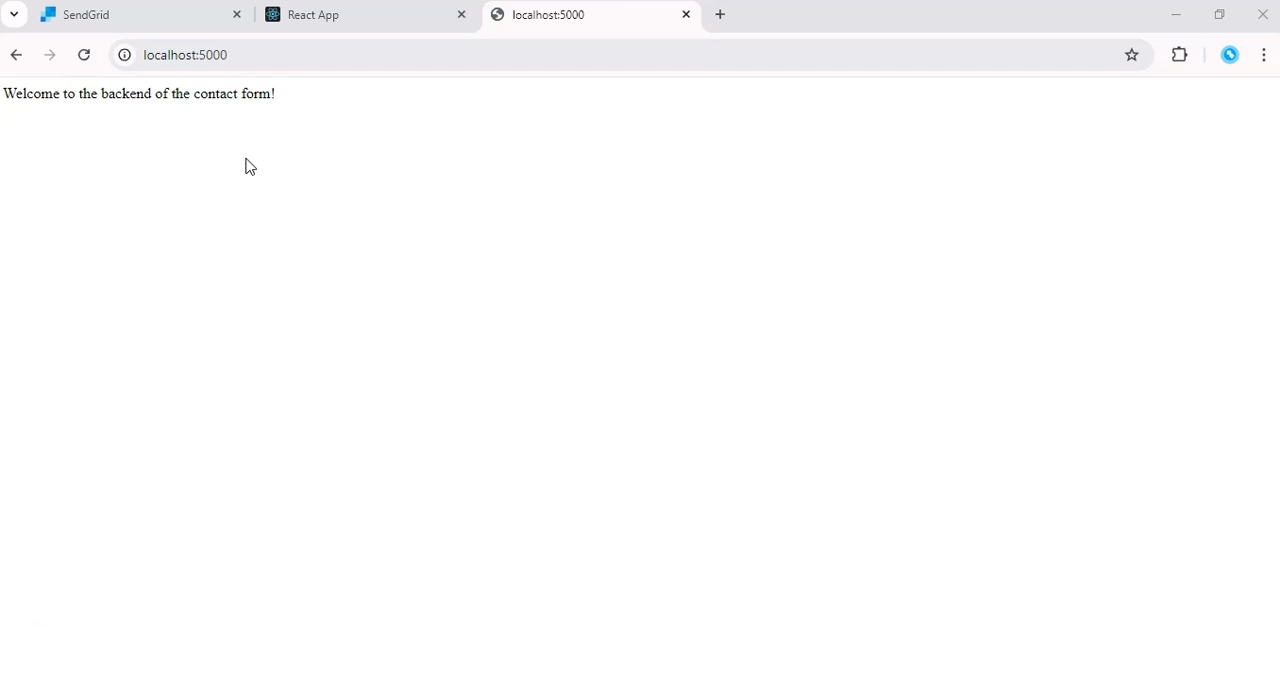 SendGrid
React App
localhost:5000
localhost:5000
Welcome to the backend of the contact form!